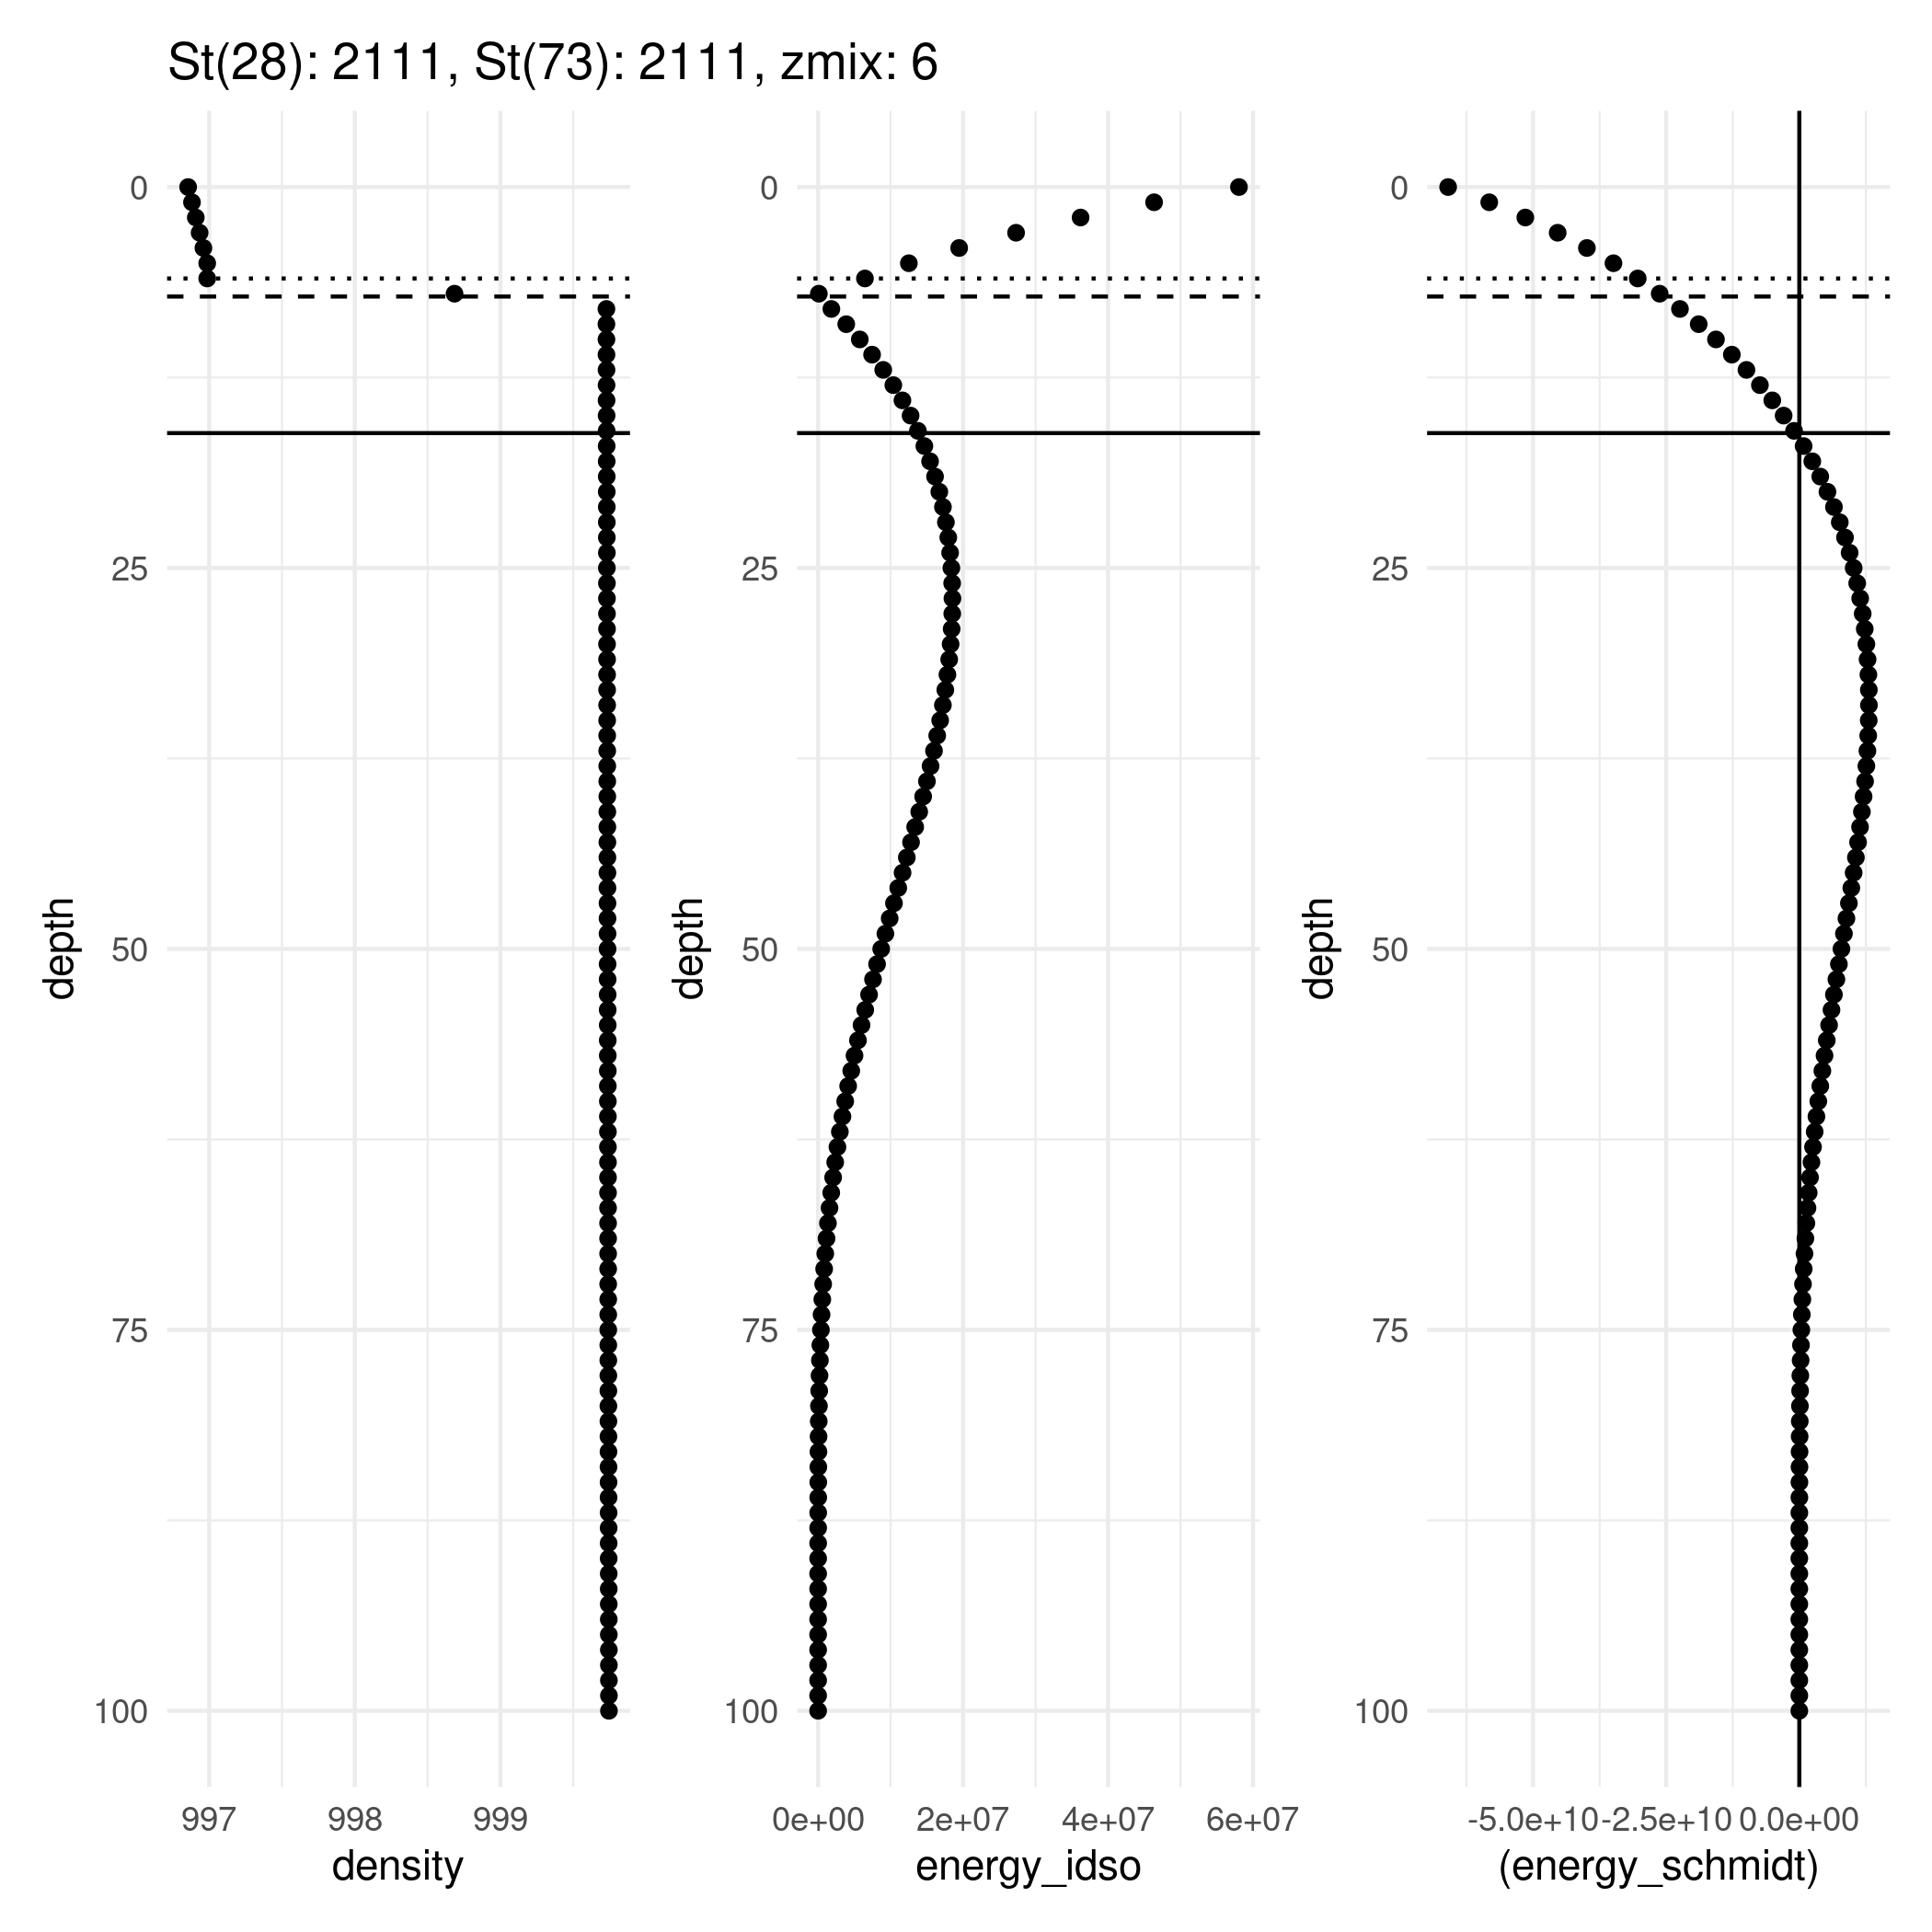 St(28): 2111, St(73): 2111, zmix: 6
0
25
50
75
100
depth
997 998 999
density
0
25
50
75
100
depth
0e+00 2e+07 4e+07 6e+07
energy_idso
0
25
50
75
100
depth
-5.0e+10 -2.5e+10 0.0e+00
(energy_schmidt)